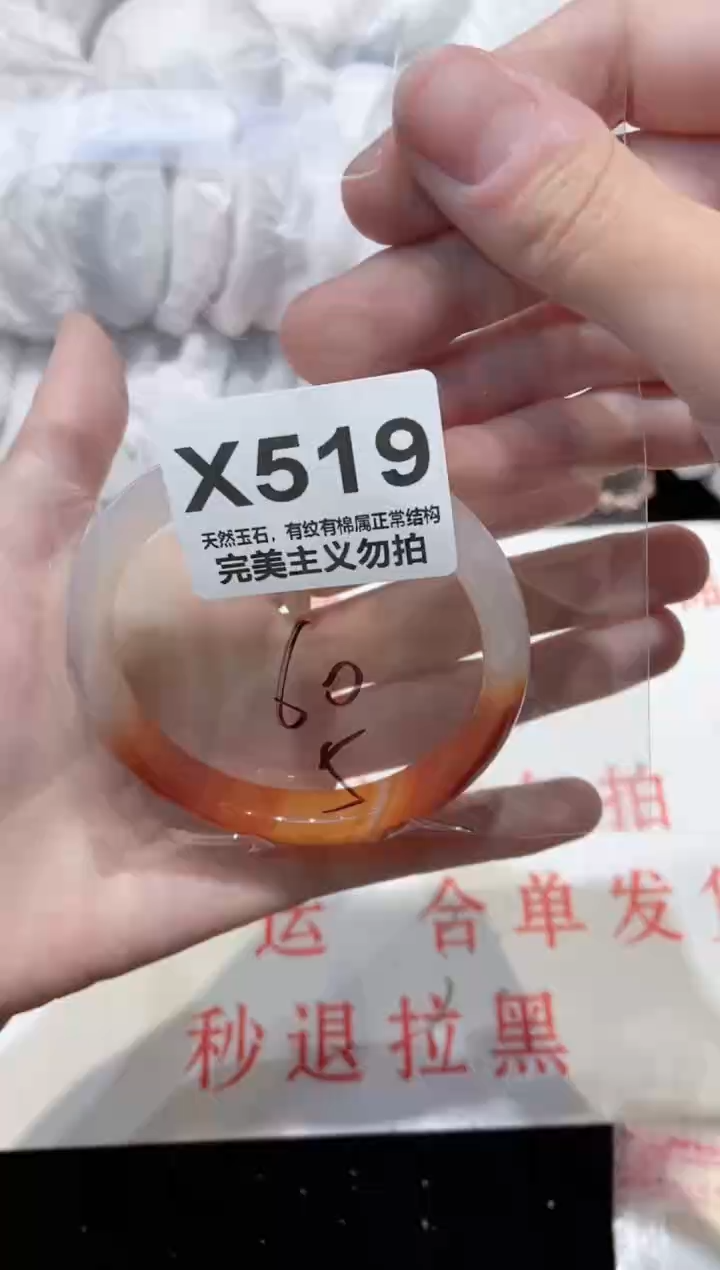 X519
天然玉石，有纹有棉属正常结构
完美主义勿拍
60
5
拍
运 合单发货
秒退拉黑